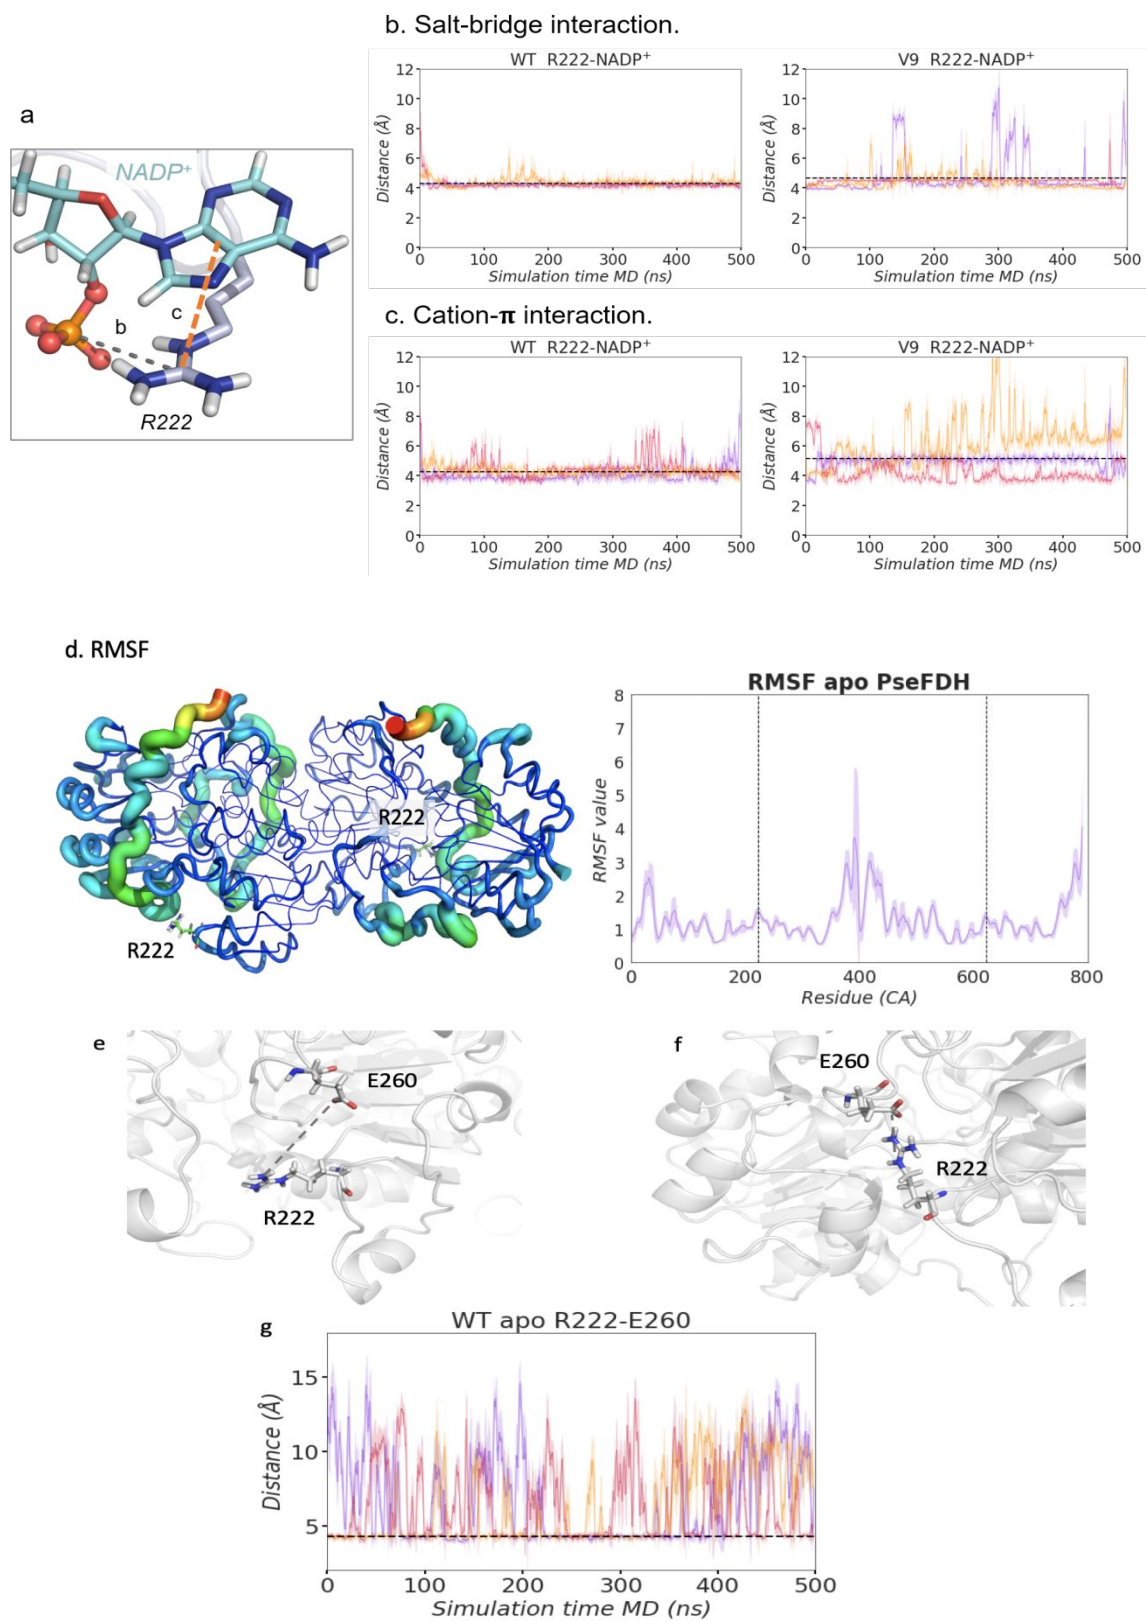 b. Salt-bridge interaction.
a
NADP+
c
b
R222
WT R222-NADP+
12
10
8
6
4
2
0
Distance (Å)
0 100 200 300 400 500
Simulation time MD (ns)
V9 R222-NADP+
12
10
8
6
4
2
0
Distance (Å)
0 100 200 300 400 500
Simulation time MD (ns)
c. Cation-π interaction.
WT R222-NADP+
12
10
8
6
4
2
0
Distance (Å)
0 100 200 300 400 500
Simulation time MD (ns)
V9 R222-NADP+
12
10
8
6
4
2
0
Distance (Å)
0 100 200 300 400 500
Simulation time MD (ns)
d. RMSF
R222
R222
RMSF apo PseFDH
8
7
6
5
4
3
2
1
0
RMSF value
0 200 400 600 800
Residue (CA)
e
E260
R222
f
E260
R222
g
WT apo R222-E260
15
10
5
Distance (Å)
0 100 200 300 400 500
Simulation time MD (ns)